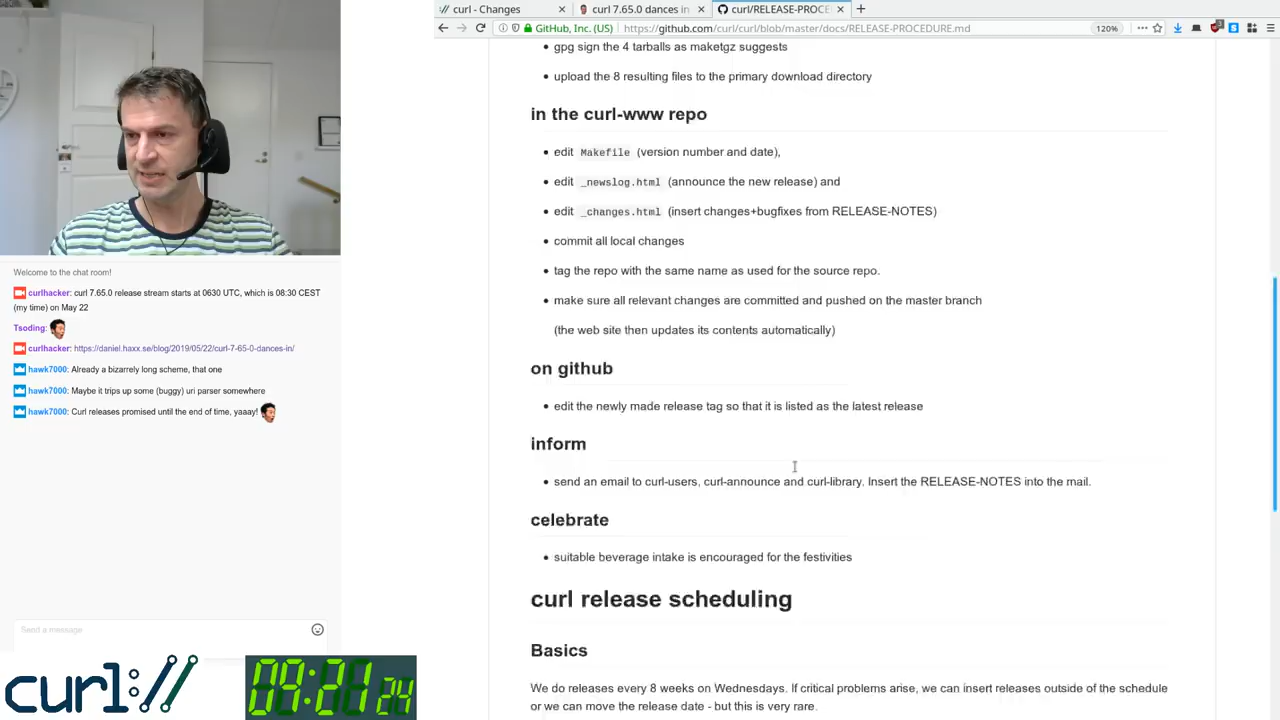 curl - Changes
curl 7.65.0 dances in
curl/RELEASE-PROCE
GitHub, Inc. (US)
https://github.com/curl/curl/blob/master/docs/RELEASE-PROCEDURE.md
120%
gpg sign the 4 tarballs as maketgz suggests
upload the 8 resulting files to the primary download directory
in the curl-www repo
edit Makefile (version number and date),
edit _newslog.html (announce the new release) and
edit _changes.html (insert changes+bugfixes from RELEASE-NOTES)
commit all local changes
tag the repo with the same name as used for the source repo.
make sure all relevant changes are committed and pushed on the master branch
(the web site then updates its contents automatically)
on github
edit the newly made release tag so that it is listed as the latest release
inform
send an email to curl-users, curl-announce and curl-library. Insert the RELEASE-NOTES into the mail.
celebrate
suitable beverage intake is encouraged for the festivities
curl release scheduling
Basics
We do releases every 8 weeks on Wednesdays. If critical problems arise, we can insert releases outside of the schedule
or we can move the release date - but this is very rare.
Welcome to the chat room!
curlhacker: curl 7.65.0 release stream starts at 0630 UTC, which is 08:30 CEST
(my time) on May 22
Tsoding:
curlhacker: https://daniel.haxx.se/blog/2019/05/22/curl-7-65-0-dances-in/
hawk7000: Already a bizarrely long scheme, that one
hawk7000: Maybe it trips up some (buggy) uri parser somewhere
hawk7000: Curl releases promised until the end of time, yaaay!
Send a message
curl://